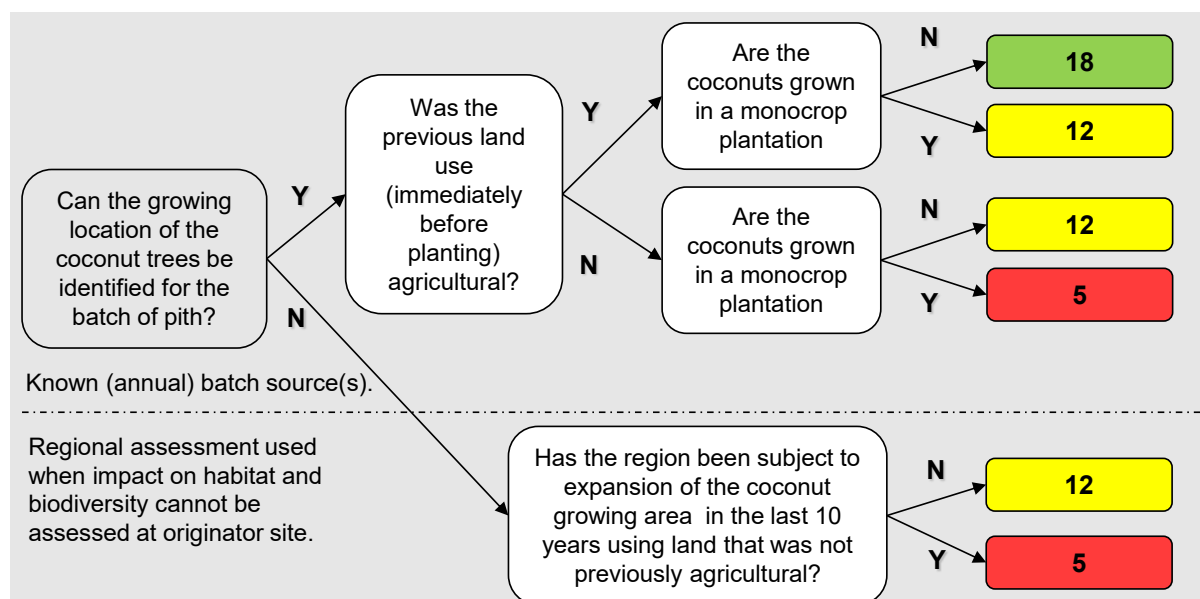 Can the growing
location of the
coconut trees be
identified for the
batch of pith?
Y
N
Was the
previous land
use
(immediately
before
planting)
agricultural?
Y
N
Are the
coconuts grown
in a monocrop
plantation
N
18
Y
12
Are the
coconuts grown
in a monocrop
plantation
N
12
Y
5
Known (annual) batch source(s).
Regional assessment used
when impact on habitat and
biodiversity cannot be
assessed at originator site.
Has the region been subject to
expansion of the coconut
growing area in the last 10
years using land that was not
previously agricultural?
N
12
Y
5